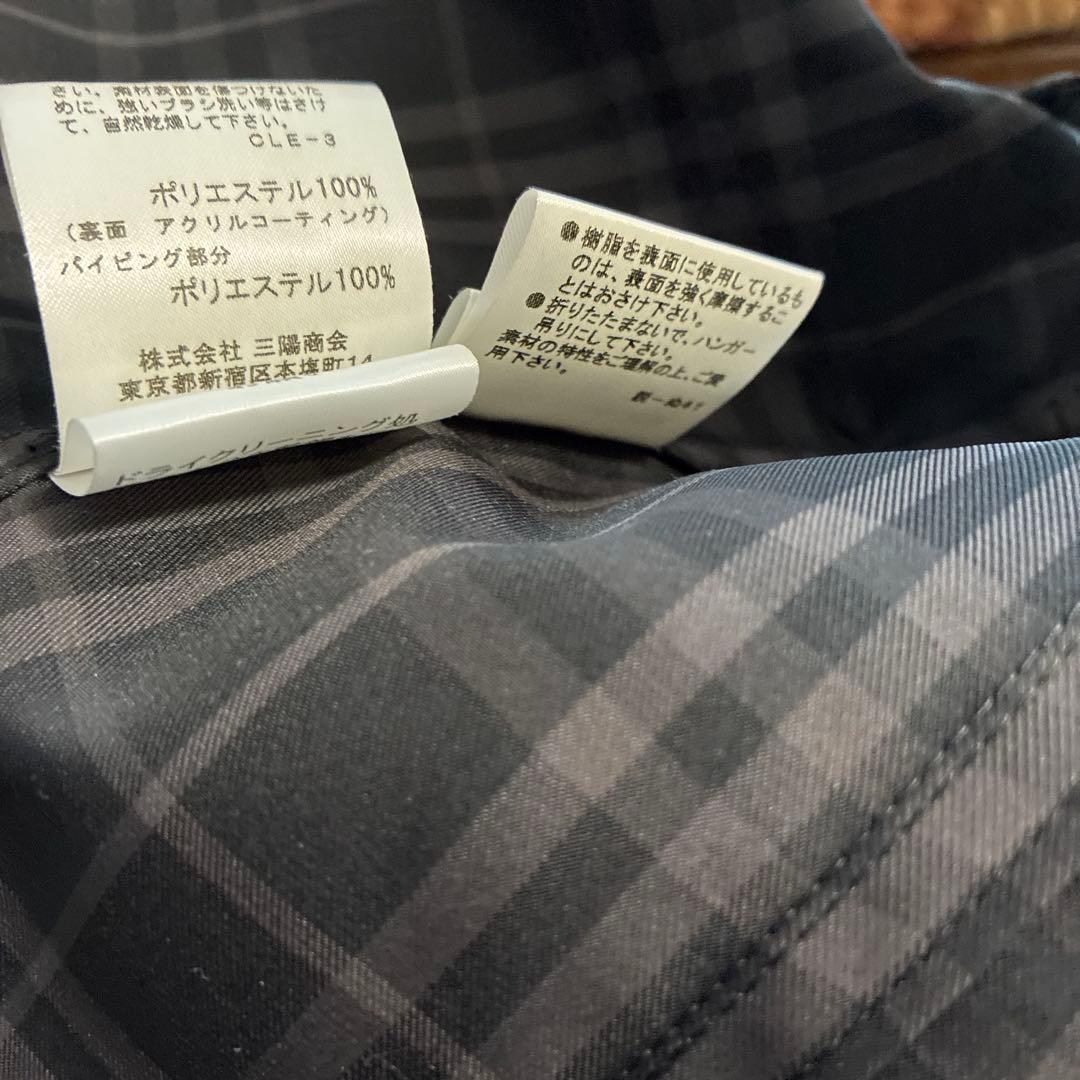 さい。素材表面を傷つけないた
めに、強いブラシ洗い等はさけ
て、自然乾燥して下さい。
CLE-3
ポリエステル100%
(裏面 アクリルコーティング)
パイピング部分
ポリエステル100%
株式会社 三陽商会
東京都新宿区本塩町14
ドライクリーニング処
●樹脂を表面に使用しているも
のは、表面を強く摩擦するこ
とはおさけ下さい。
●折りたたまないで、ハンガー
吊りにして下さい。
素材の特性をご理解の上、ご愛
用下さい。